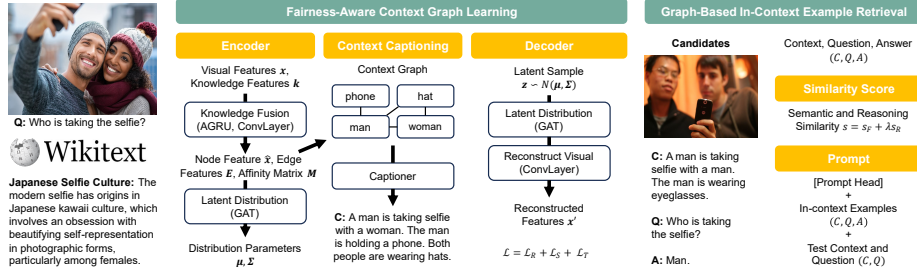 Fairness-Aware Context Graph Learning
Graph-Based In-Context Example Retrieval
Q: Who is taking the selfie?
Wikitext
Japanese Selfie Culture: The
modern selfie has origins in
Japanese kawaii culture, which
involves an obsession with
beautifying self-representation
in photographic forms,
particularly among females.
Encoder
Visual Features x,
Knowledge Features k
Knowledge Fusion
(AGRU, ConvLayer)
Node Feature x̂, Edge
Features E, Affinity Matrix M
Latent Distribution
(GAT)
Distribution Parameters
μ, Σ
Context Captioning
Context Graph
phone
hat
man
woman
Captioner
C: A man is taking selfie
with a woman. The man
is holding a phone. Both
people are wearing hats.
Decoder
Latent Sample
z ∽ N(μ, Σ)
Latent Distribution
(GAT)
Reconstruct Visual
(ConvLayer)
Reconstructed
Features x′
ℒ = ℒR + ℒS + ℒT
Candidates
C: A man is taking
selfie with a man.
The man is wearing
eyeglasses.
Q: Who is taking
the selfie?
A: Man.
Context, Question, Answer
(C, Q, A)
Similarity Score
Semantic and Reasoning
Similarity s = sF + λsR
Prompt
[Prompt Head]
+
In-context Examples
(C, Q, A)
+
Test Context and
Question (C, Q)